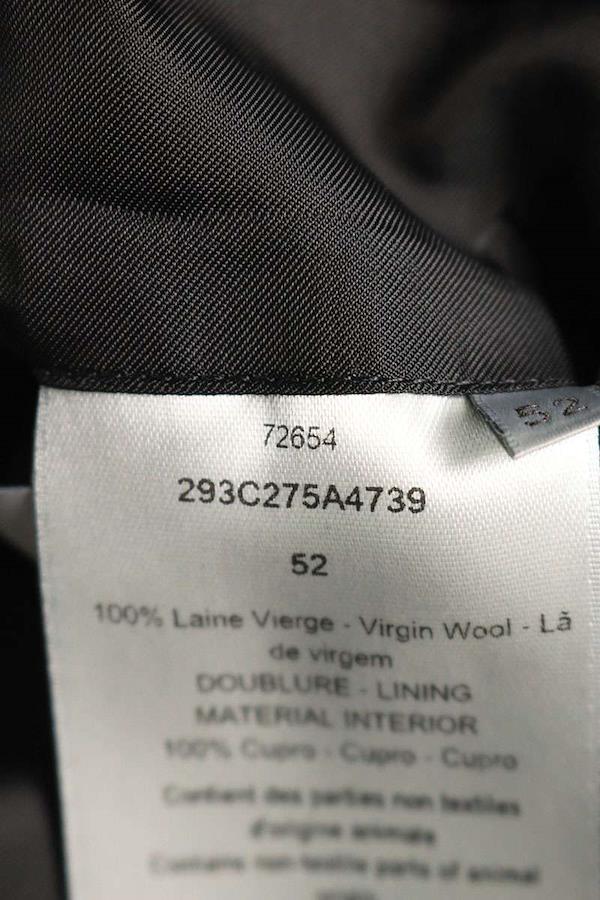 52
72654
293C275A4739
52
100% Laine Vierge - Virgin Wool - Lă
de virgem
DOUBLURE - LINING
MATERIAL INTERIOR
100% Cupro - Cupro - Cupro
Contient des parties non textiles
d'origine animale
Contains non-textile parts of animal